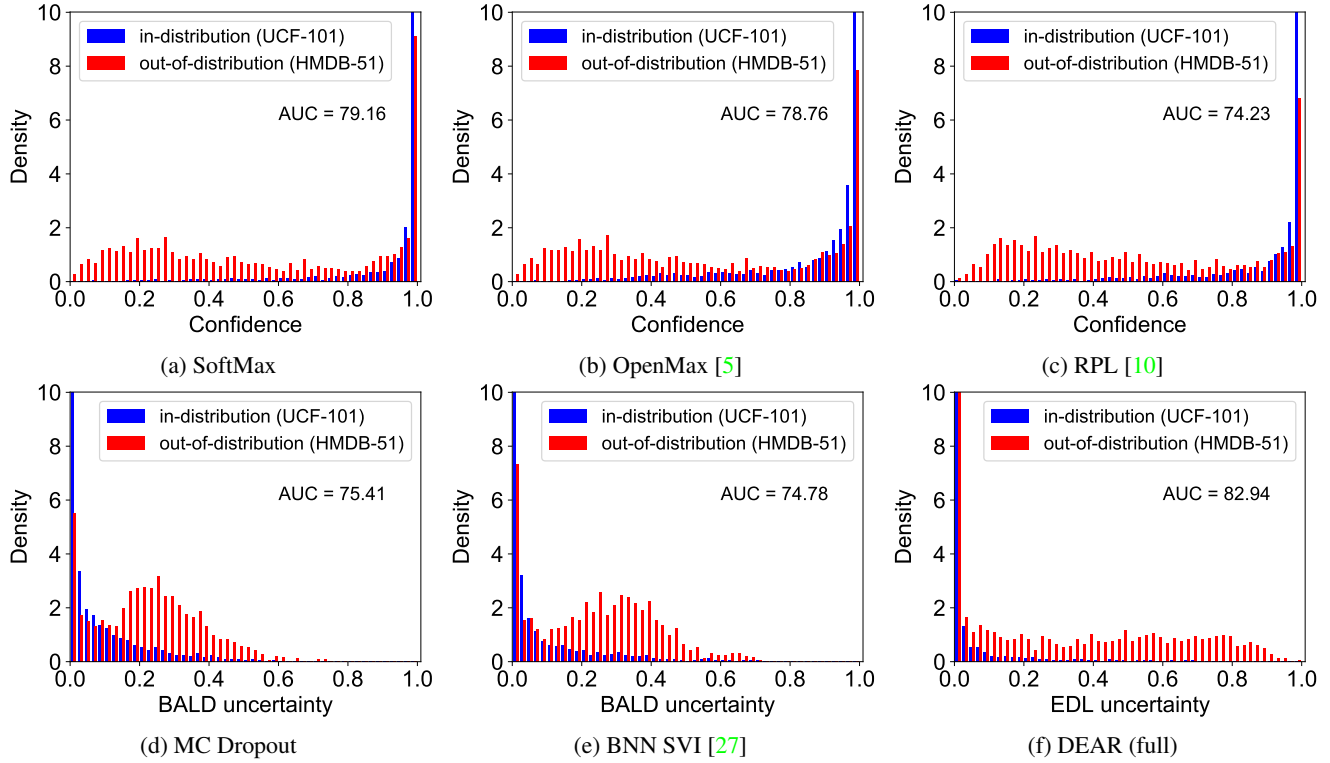 10
8
6
4
2
0
Density
in-distribution (UCF-101)
out-of-distribution (HMDB-51)
AUC = 79.16
0.0 0.2 0.4 0.6 0.8 1.0
Confidence
(a) SoftMax
10
8
6
4
2
0
Density
in-distribution (UCF-101)
out-of-distribution (HMDB-51)
AUC = 78.76
0.0 0.2 0.4 0.6 0.8 1.0
Confidence
(b) OpenMax [5]
10
8
6
4
2
0
Density
in-distribution (UCF-101)
out-of-distribution (HMDB-51)
AUC = 74.23
0.0 0.2 0.4 0.6 0.8 1.0
Confidence
(c) RPL [10]
10
8
6
4
2
0
Density
in-distribution (UCF-101)
out-of-distribution (HMDB-51)
AUC = 75.41
0.0 0.2 0.4 0.6 0.8 1.0
BALD uncertainty
(d) MC Dropout
10
8
6
4
2
0
Density
in-distribution (UCF-101)
out-of-distribution (HMDB-51)
AUC = 74.78
0.0 0.2 0.4 0.6 0.8 1.0
BALD uncertainty
(e) BNN SVI [27]
10
8
6
4
2
0
Density
in-distribution (UCF-101)
out-of-distribution (HMDB-51)
AUC = 82.94
0.0 0.2 0.4 0.6 0.8 1.0
EDL uncertainty
(f) DEAR (full)